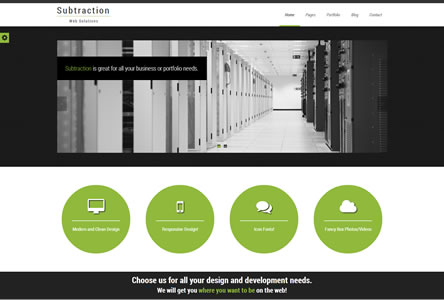 Subtraction
Web Solutions
Home Pages Portfolio Blog Contact
Subtraction is great for all your business or portfolio needs.
Modern and Clean Design
Responsive Design!
Icon Fonts!
Fancy Box Photos/Videos
Choose us for all your design and development needs.
We will get you where you want to be on the web!